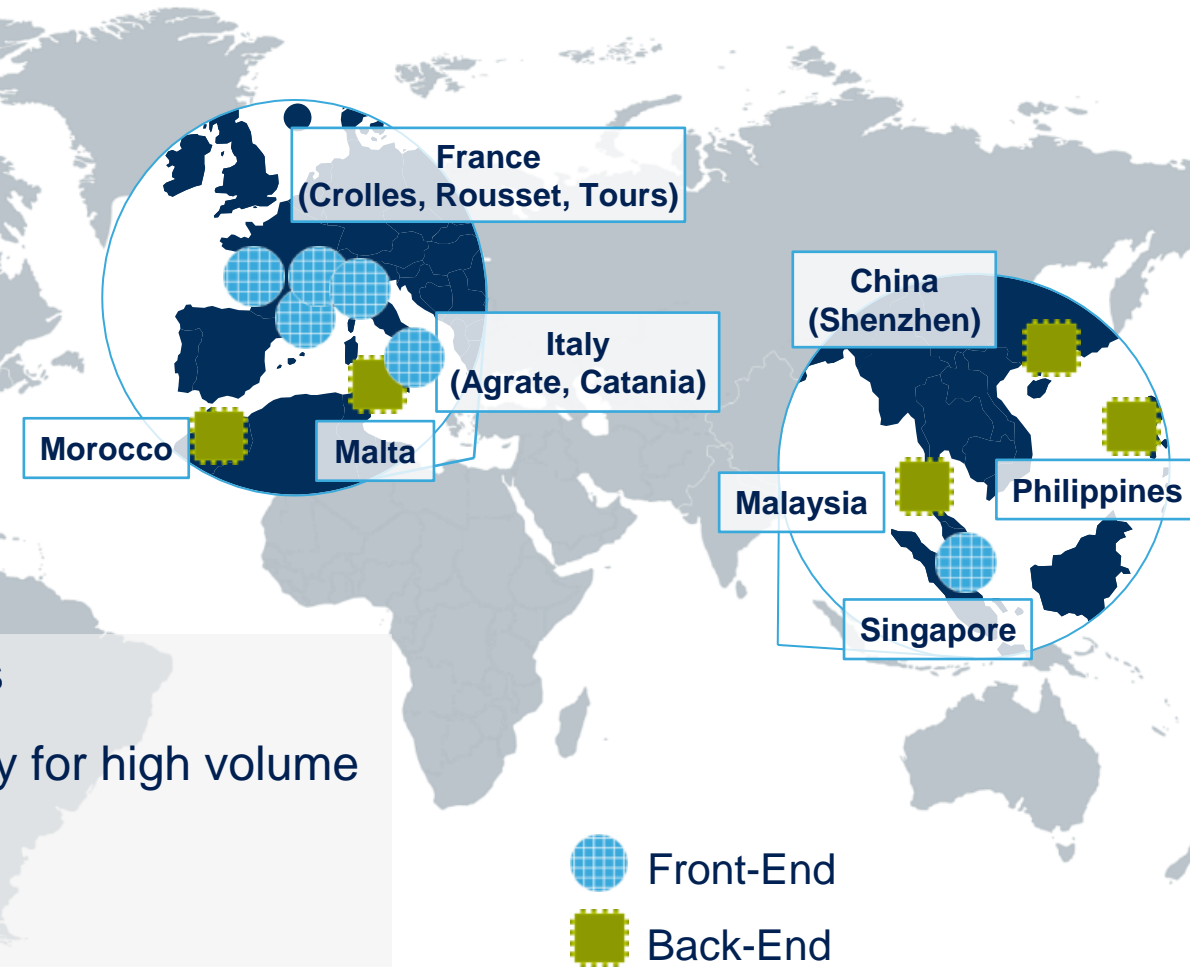 France
(Crolles, Rousset, Tours)
China
(Shenzhen)
Italy
(Agrate, Catania)
Morocco
Malta
Malaysia
Philippines
Singapore
for high volume
Front-End
Back-End